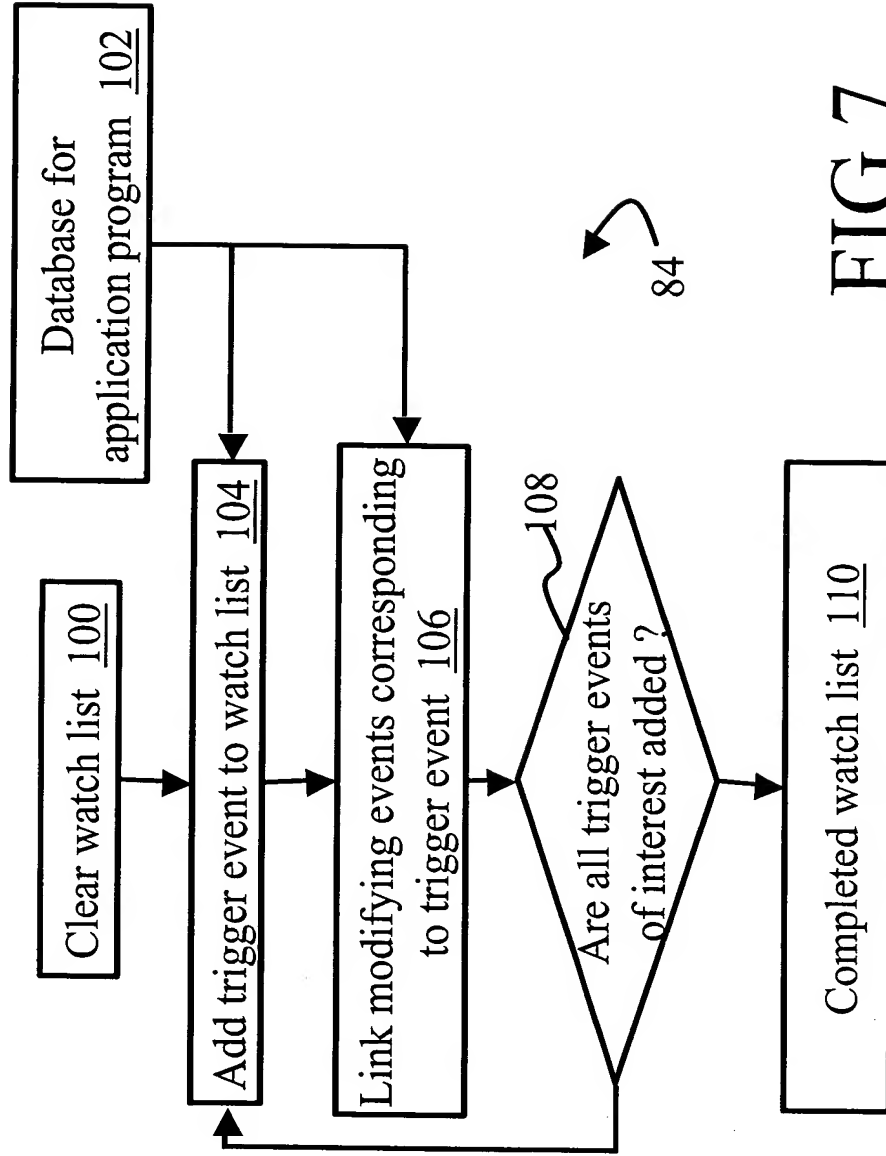 Clear watch list 100
Database for
application program 102
Add trigger event to watch list 104
Link modifying events corresponding
to trigger event 106
108
Are all trigger events
of interest added ?
Completed watch list 110
84
FIG 7